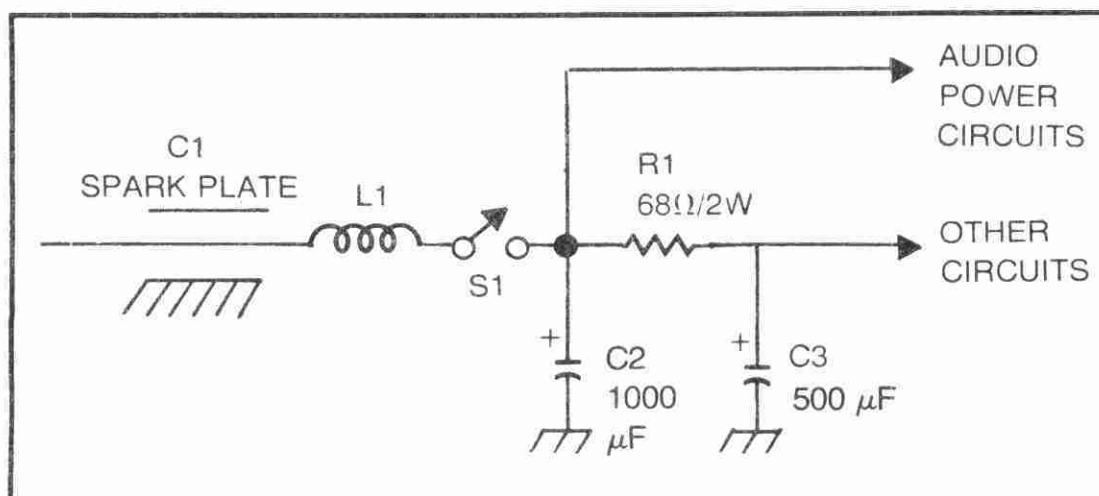 AUDIO
POWER
CIRCUITS
C1
SPARK PLATE
L1
S1
R1
68Ω/2W
OTHER
CIRCUITS
+
C2
1000
μF
+
C3
500 μF